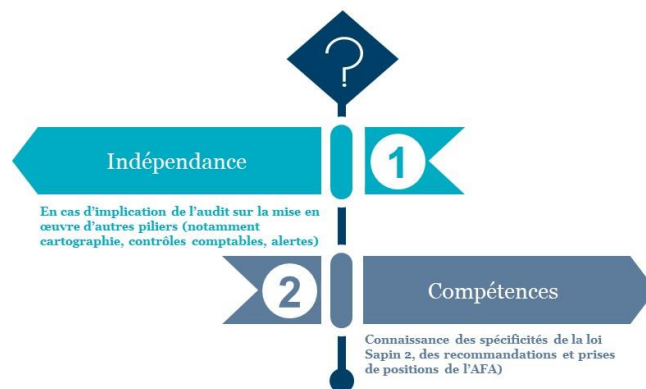 ?
Indépendance
1
En cas d’implication de l’audit sur la mise en
œuvre d’autres piliers (notamment
cartographie, contrôles comptables, alertes)
2
Compétences
Connaissance des spécificités de la loi
Sapin 2, des recommandations et prises
de positions de l’AFA)